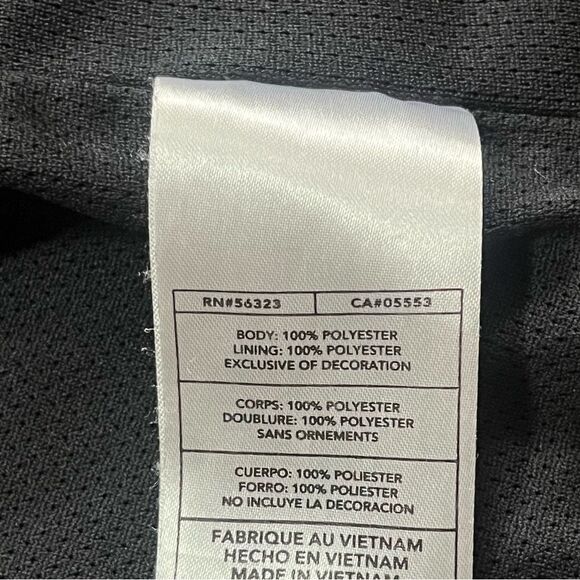 RN#56323 CA#05553
BODY: 100% POLYESTER
LINING: 100% POLYESTER
EXCLUSIVE OF DECORATION
CORPS: 100% POLYESTER
DOUBLURE: 100% POLYESTER
SANS ORNEMENTS
CUERPO: 100% POLIESTER
FORRO: 100% POLIESTER
NO INCLUYE LA DECORACION
FABRIQUE AU VIETNAM
HECHO EN VIETNAM
MADE IN VIETNAM